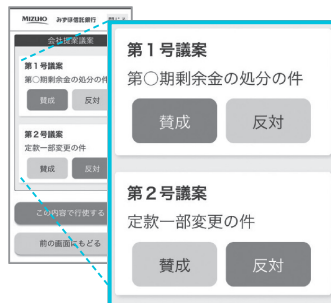 MIZUHO みずほ信託銀行
会社提案議案
第1号議案
第○期剰余金の処分の件
賛成 反対
第2号議案
定款一部変更の件
賛成 反対
この内容で行使する
前の画面にもどる
第1号議案
第○期剰余金の処分の件
賛成 反対
第2号議案
定款一部変更の件
賛成 反対